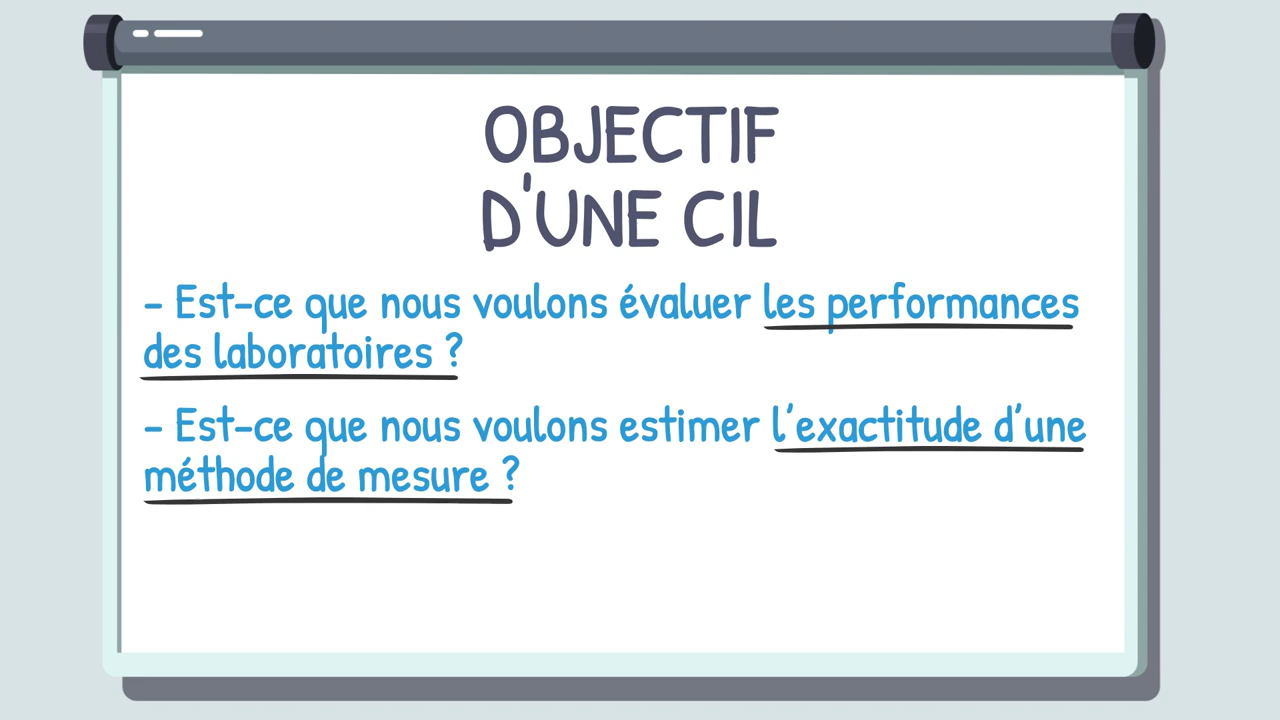 OBJECTIF
D'UNE CIL
- Est-ce que nous voulons évaluer les performances
des laboratoires ?
- Est-ce que nous voulons estimer l'exactitude d'une
méthode de mesure ?